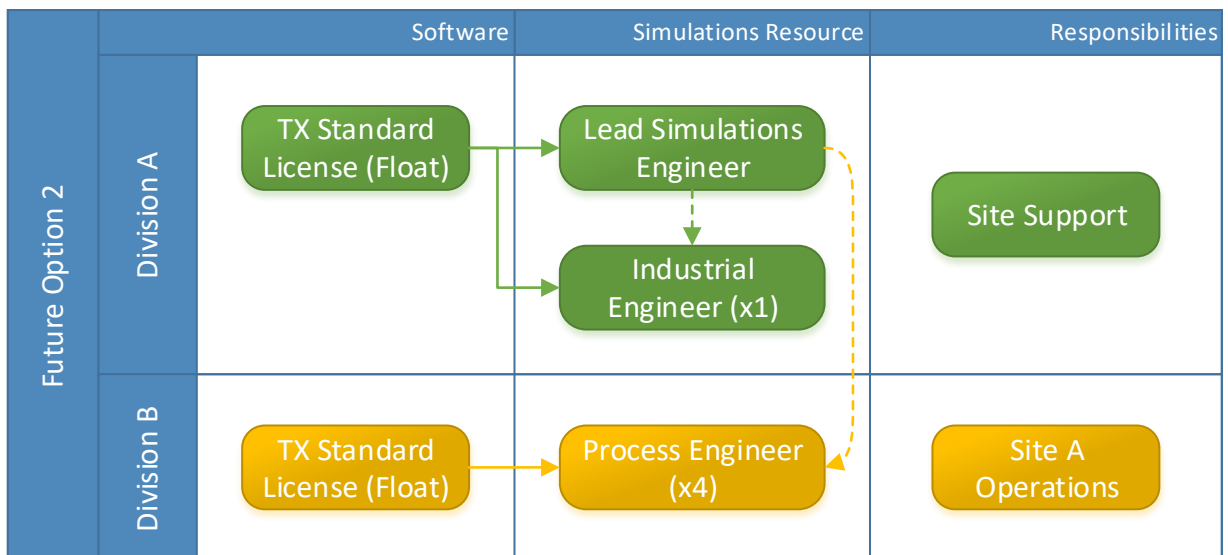 Software
Simulations Resource
Responsibilities
Future Option 2
Division A
TX Standard
License (Float)
Lead Simulations
Engineer
Industrial
Engineer (x1)
Site Support
Division B
TX Standard
License (Float)
Process Engineer
(x4)
Site A
Operations